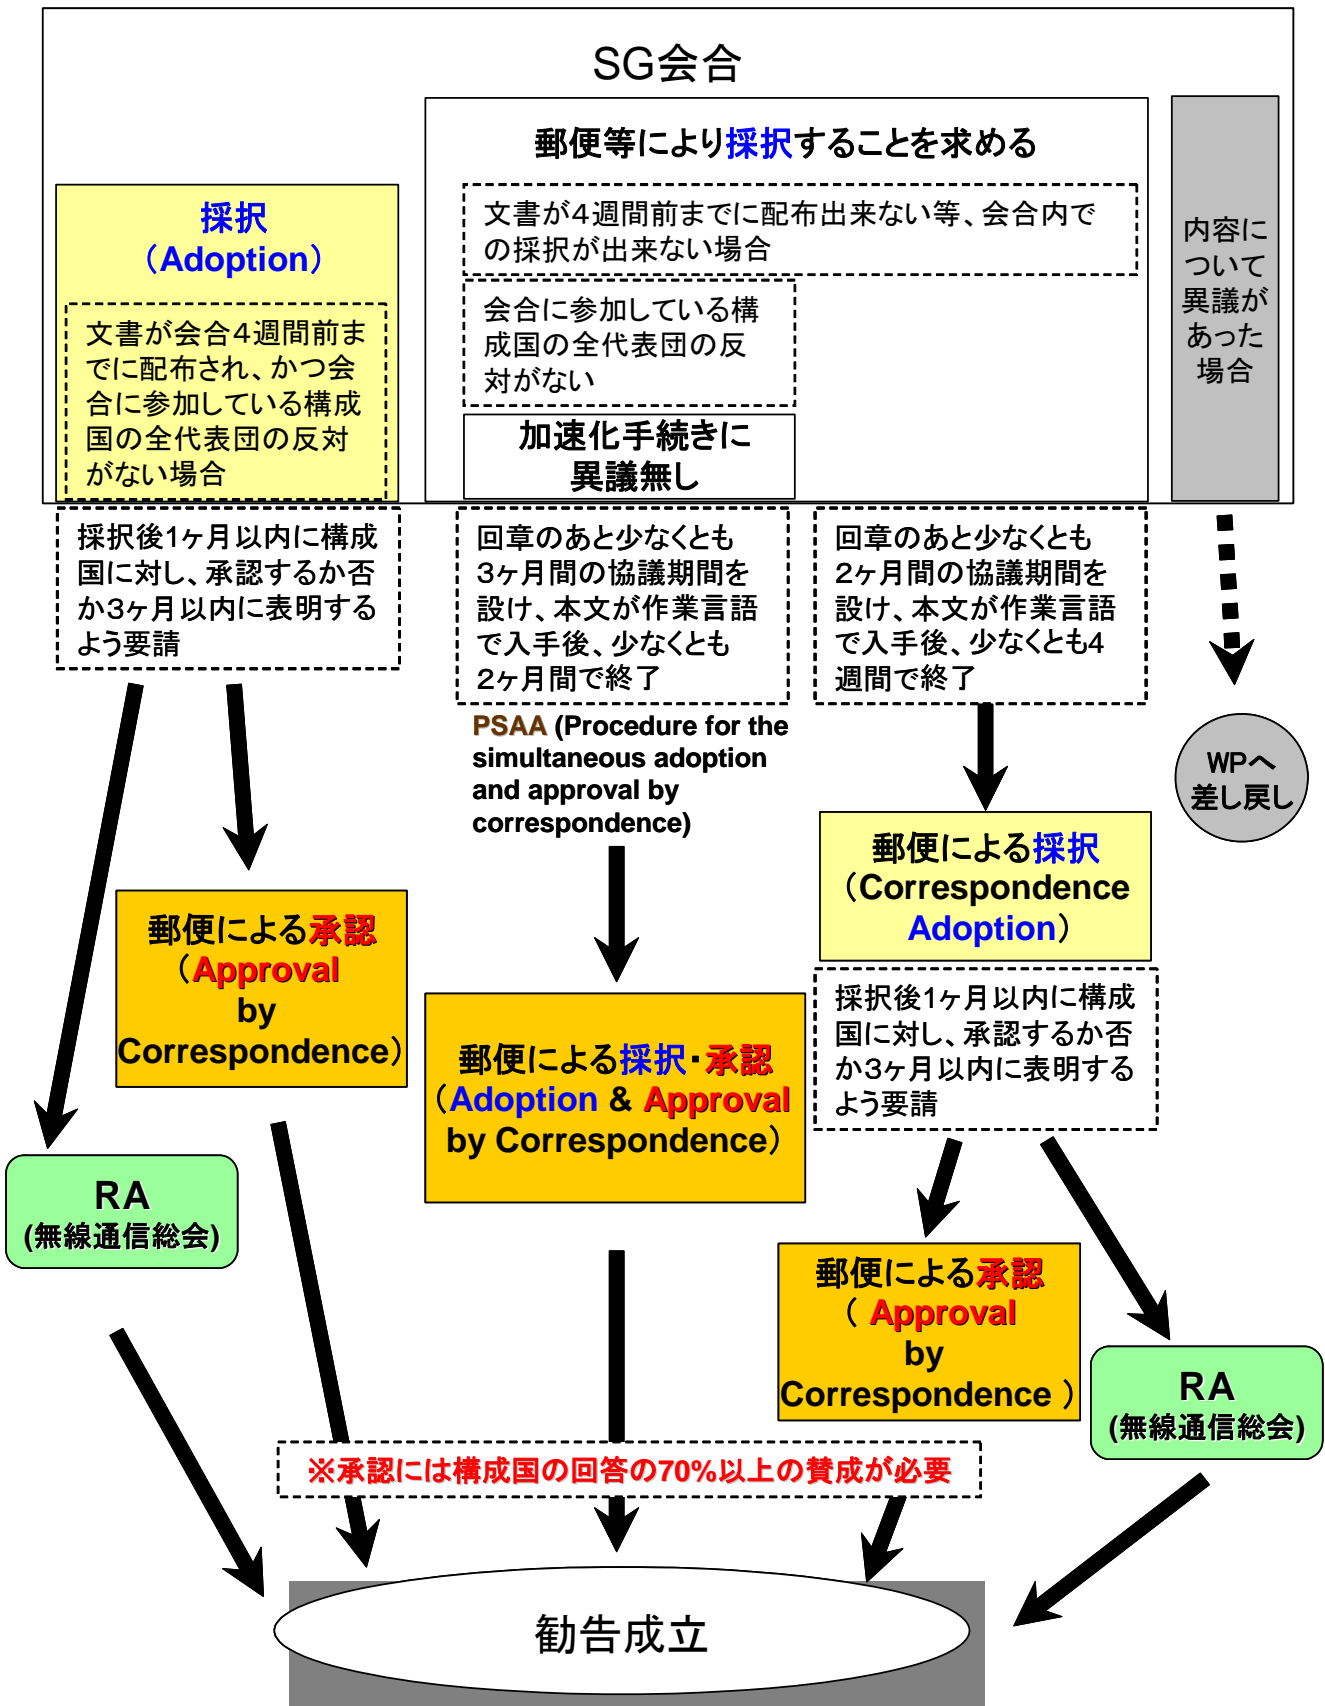 SG会合
採択
（Adoption）
文書が会合4週間前ま
でに配布され、かつ会
合に参加している構成
国の全代表団の反対
がない場合
郵便等により採択することを求める
文書が4週間前までに配布出来ない等、会合内で
の採択が出来ない場合
会合に参加している構
成国の全代表団の反
対がない
加速化手続きに
異議無し
内容に
ついて
異議が
あった
場合
採択後1ヶ月以内に構成
国に対し、承認するか否
か3ヶ月以内に表明する
よう要請
回章のあと少なくとも
3ヶ月間の協議期間を
設け、本文が作業言語
で入手後、少なくとも
2ヶ月間で終了
回章のあと少なくとも
2ヶ月間の協議期間を
設け、本文が作業言語
で入手後、少なくとも4
週間で終了
PSAA (Procedure for the
simultaneous adoption
and approval by
correspondence)
WPへ
差し戻し
郵便による採択
（Correspondence
Adoption）
郵便による承認
（Approval
by
Correspondence）
郵便による採択・承認
（Adoption & Approval
by Correspondence）
採択後1ヶ月以内に構成
国に対し、承認するか否
か3ヶ月以内に表明する
よう要請
RA
(無線通信総会)
郵便による承認
（ Approval
by
Correspondence ）
RA
(無線通信総会)
※承認には構成国の回答の70%以上の賛成が必要
勧告成立